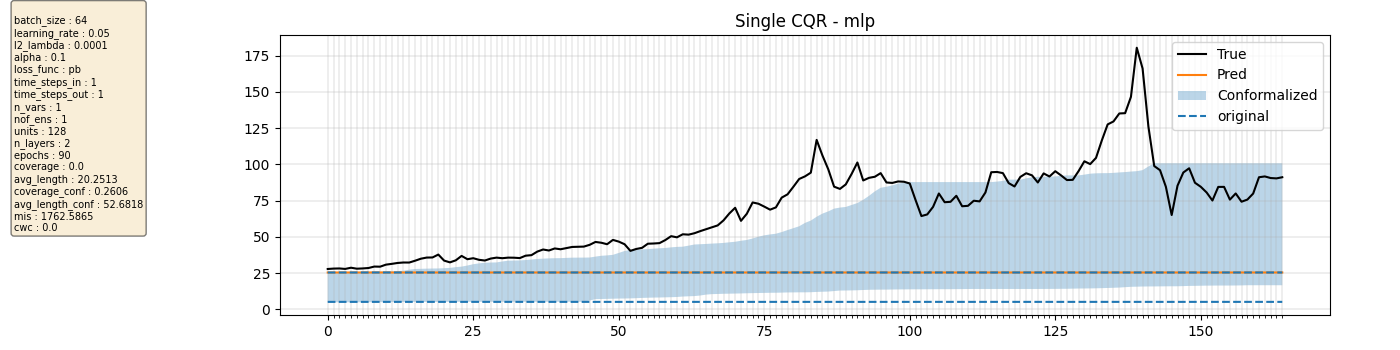 batch_size : 64
learning_rate : 0.05
l2_lambda : 0.0001
alpha : 0.1
loss_func : pb
time_steps_in : 1
time_steps_out : 1
n_vars : 1
nof_ens : 1
units : 128
n_layers : 2
epochs : 90
coverage : 0.0
avg_length : 20.2513
coverage_conf : 0.2606
avg_length_conf : 52.6818
mis : 1762.5865
cwc : 0.0
Single CQR - mlp
175
150
125
100
75
50
25
0
True
Pred
Conformalized
original
0 25 50 75 100 125 150